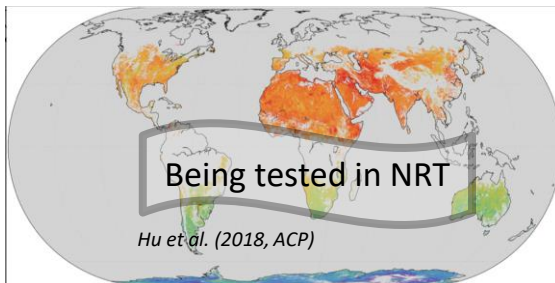 Being tested in NRT
Hu et al. (2018, ACP)